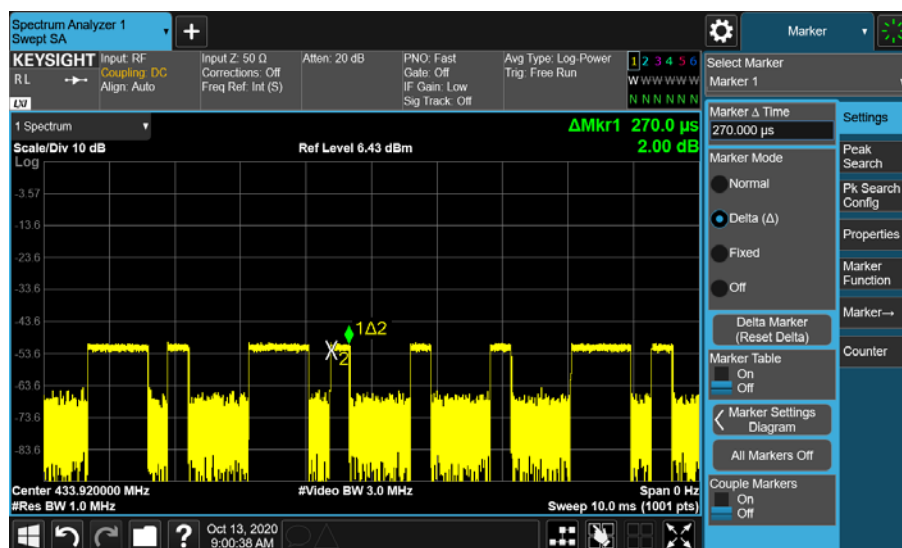 Spectrum Analyzer 1
Swept SA
Marker
KEYSIGHT
R L
LXI
Input: RF
Coupling: DC
Align: Auto
Input Z: 50 Ω
Corrections: Off
Freq Ref: Int (S)
Atten: 20 dB
PNO: Fast
Gate: Off
IF Gain: Low
Sig Track: Off
Avg Type: Log-Power
Trig: Free Run
1 2 3 4 5 6
W W W W W W
N N N N N N
Select Marker
Marker 1
1 Spectrum
ΔMkr1 270.0 µs
2.00 dB
Scale/Div 10 dB
Ref Level 6.43 dBm
Log
-3.57
-13.6
-23.6
-33.6
-43.6
-53.6
-63.6
-73.6
-83.6
1Δ2
2
Center 433.920000 MHz
#Video BW 3.0 MHz
Span 0 Hz
#Res BW 1.0 MHz
Sweep 10.0 ms (1001 pts)
Marker Δ Time
270.000 µs
Marker Mode
Normal
Delta (Δ)
Fixed
Off
Delta Marker
(Reset Delta)
Marker Table
On
Off
Marker Settings
Diagram
All Markers Off
Couple Markers
On
Off
Settings
Peak
Search
Pk Search
Config
Properties
Marker
Function
Marker→
Counter
?
Oct 13, 2020
9:00:38 AM